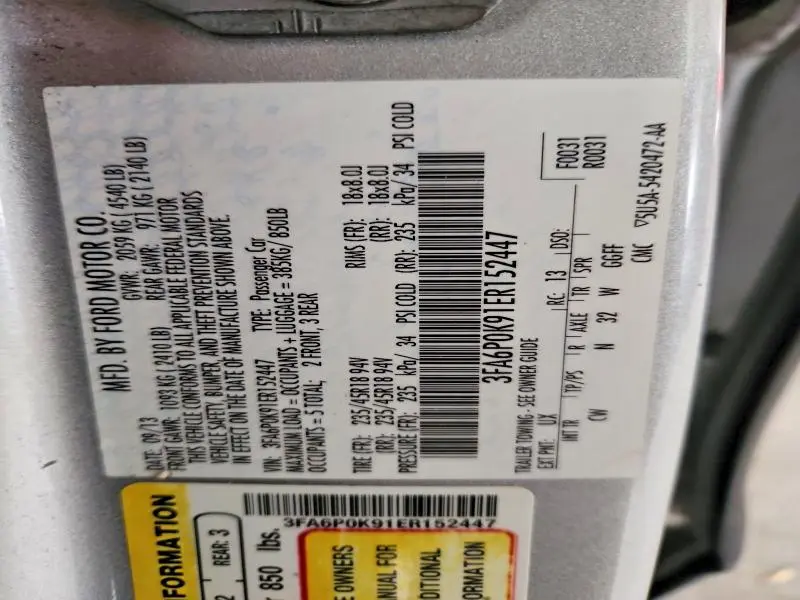 MFD. BY FORD MOTOR CO.
DATE: 09/13 GVWR: 2059 KG ( 4540 LB)
FRONT GAWR: 1093 KG ( 2410 LB) REAR GAWR: 971 KG ( 2140 LB)
THIS VEHICLE CONFORMS TO ALL APPLICABLE FEDERAL MOTOR
VEHICLE SAFETY, BUMPER, AND THEFT PREVENTION STANDARDS
IN EFFECT ON THE DATE OF MANUFACTURE SHOWN ABOVE.
VIN: 3FA6P0K91ER152447 TYPE: Passenger Car
MAXIMUM LOAD = OCCUPANTS + LUGGAGE = 385KG/ 850LB
OCCUPANTS = 5 TOTAL; 2 FRONT, 3 REAR
TIRE (FR): 235/45R18 94V RIMS (FR): 18x8.0J
(RR): 235/45R18 94V (RR): 18x8.0J
PRESSURE (FR): 235 kPa/ 34 PSI COLD (RR): 235 kPa/ 34 PSI COLD
3FA6P0K91ER152447
TRAILER TOWING - SEE OWNER GUIDE
F0031
R0031
EXT PNT: UX RC: 13 DSO:
INT TR TP/PS R AXLE TR SPR
CW N 32 W GGFF
CMC ▽5U5A-5420472-AA
3FA6P0K91ER152447
FORMATION
2 REAR: 3
r 850 lbs.
E OWNERS
ANUAL FOR
DITIONAL
FORMATION